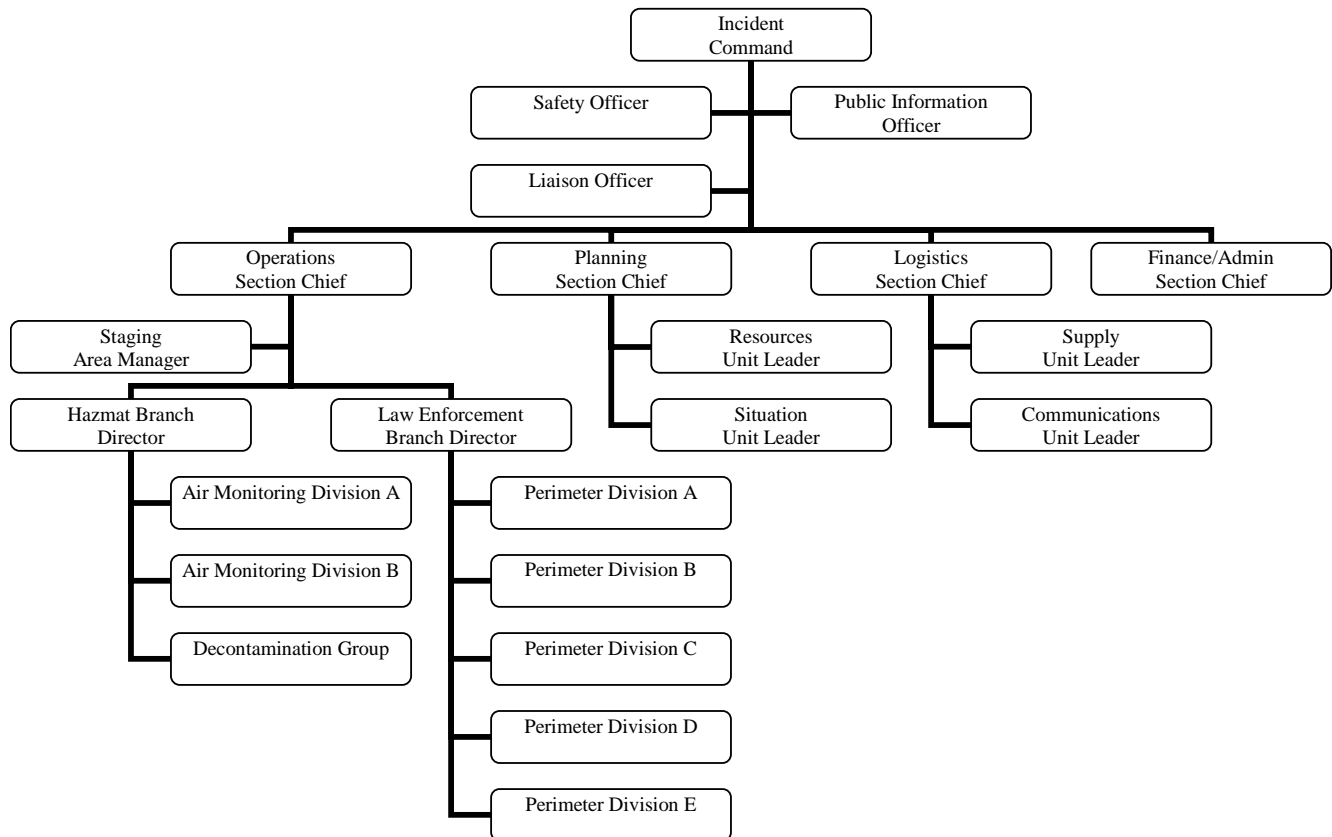 Incident
Command
Safety Officer
Public Information
Officer
Liaison Officer
Operations
Section Chief
Planning
Section Chief
Logistics
Section Chief
Finance/Admin
Section Chief
Staging
Area Manager
Resources
Unit Leader
Supply
Unit Leader
Hazmat Branch
Director
Law Enforcement
Branch Director
Situation
Unit Leader
Communications
Unit Leader
Air Monitoring Division A
Perimeter Division A
Air Monitoring Division B
Perimeter Division B
Decontamination Group
Perimeter Division C
Perimeter Division D
Perimeter Division E